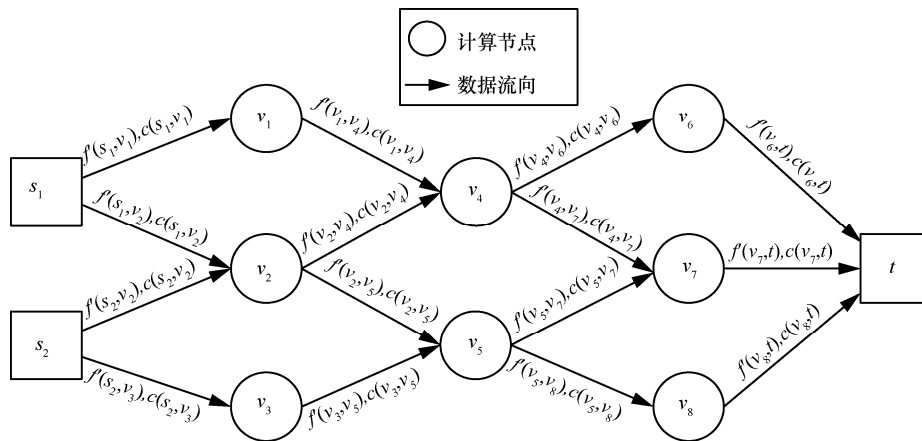 计算节点
数据流向
f'(s₁,v₁),c(s₁,v₁)
v₁
f'(v₁,v₄),c(v₁,v₄)
f'(v₄,v₆),c(v₄,v₆)
v₆
f'(v₆,t),c(v₆,t)
s₁
f'(s₁,v₂),c(s₁,v₂)
f'(v₂,v₄),c(v₂,v₄)
v₄
f'(v₄,v₇),c(v₄,v₇)
f'(s₂,v₂),c(s₂,v₂)
v₂
f'(v₂,v₅),c(v₂,v₅)
f'(v₅,v₇),c(v₅,v₇)
v₇
f'(v₇,t),c(v₇,t)
t
s₂
f'(s₂,v₃),c(s₂,v₃)
v₃
f'(v₃,v₅),c(v₃,v₅)
v₅
f'(v₅,v₈),c(v₅,v₈)
v₈
f'(v₈,t),c(v₈,t)